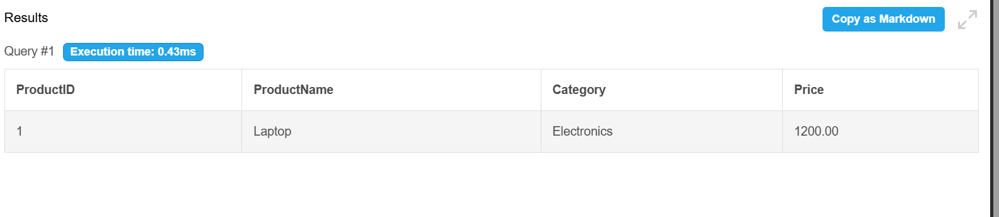 Results
Copy as Markdown
Query #1 Execution time: 0.43ms
ProductID ProductName Category Price
1 Laptop Electronics 1200.00